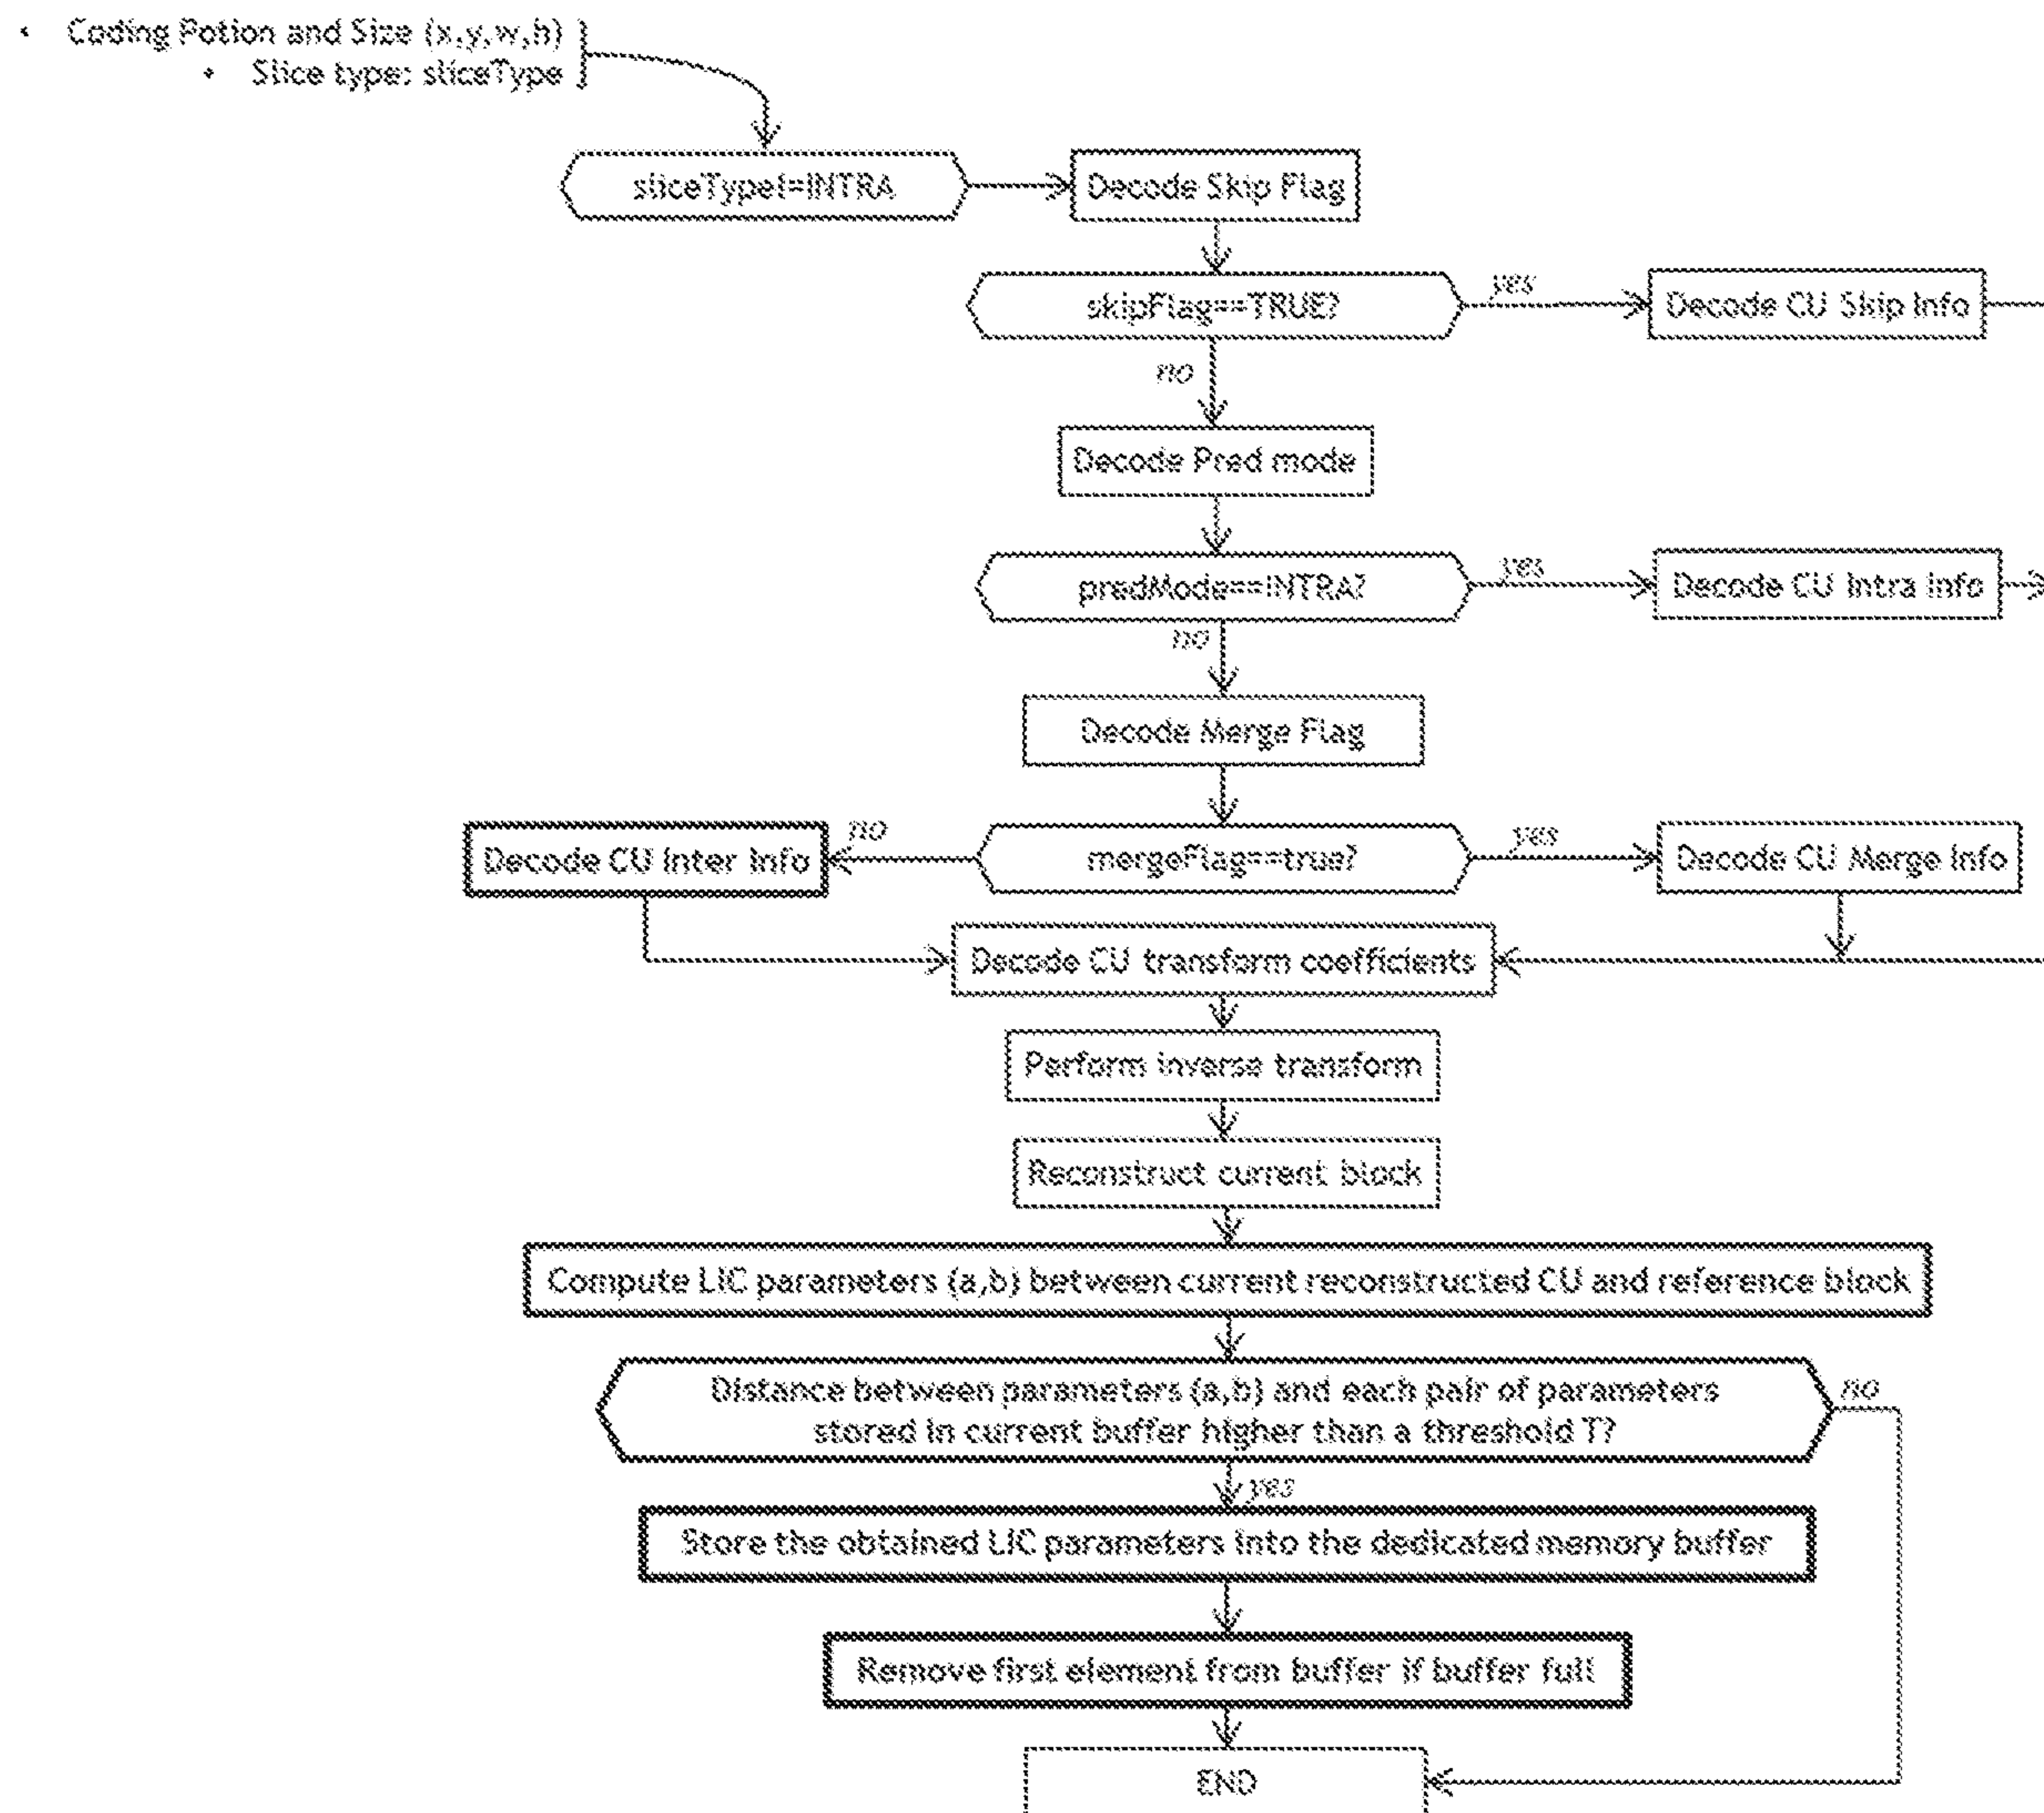 • Coding Potion and Size (x,y,w,h)
• Slice type: sliceType
sliceType!=INTRA
Decode Skip Flag
skipFlag==TRUE?
yes
Decode CU Skip Info
no
Decode Pred mode
predMode==INTRA?
yes
Decode CU Intra info
no
Decode Merge Flag
Decode CU Inter Info
no
mergeFlag==true?
yes
Decode CU Merge Info
Decode CU transform coefficients
Perform inverse transform
Reconstruct current block
Compute LIC parameters (a,b) between current reconstructed CU and reference block
Distance between parameters (a,b) and each pair of parameters
stored in current buffer higher than a threshold T?
no
yes
Store the obtained LIC parameters into the dedicated memory buffer
Remove first element from buffer if buffer full
END